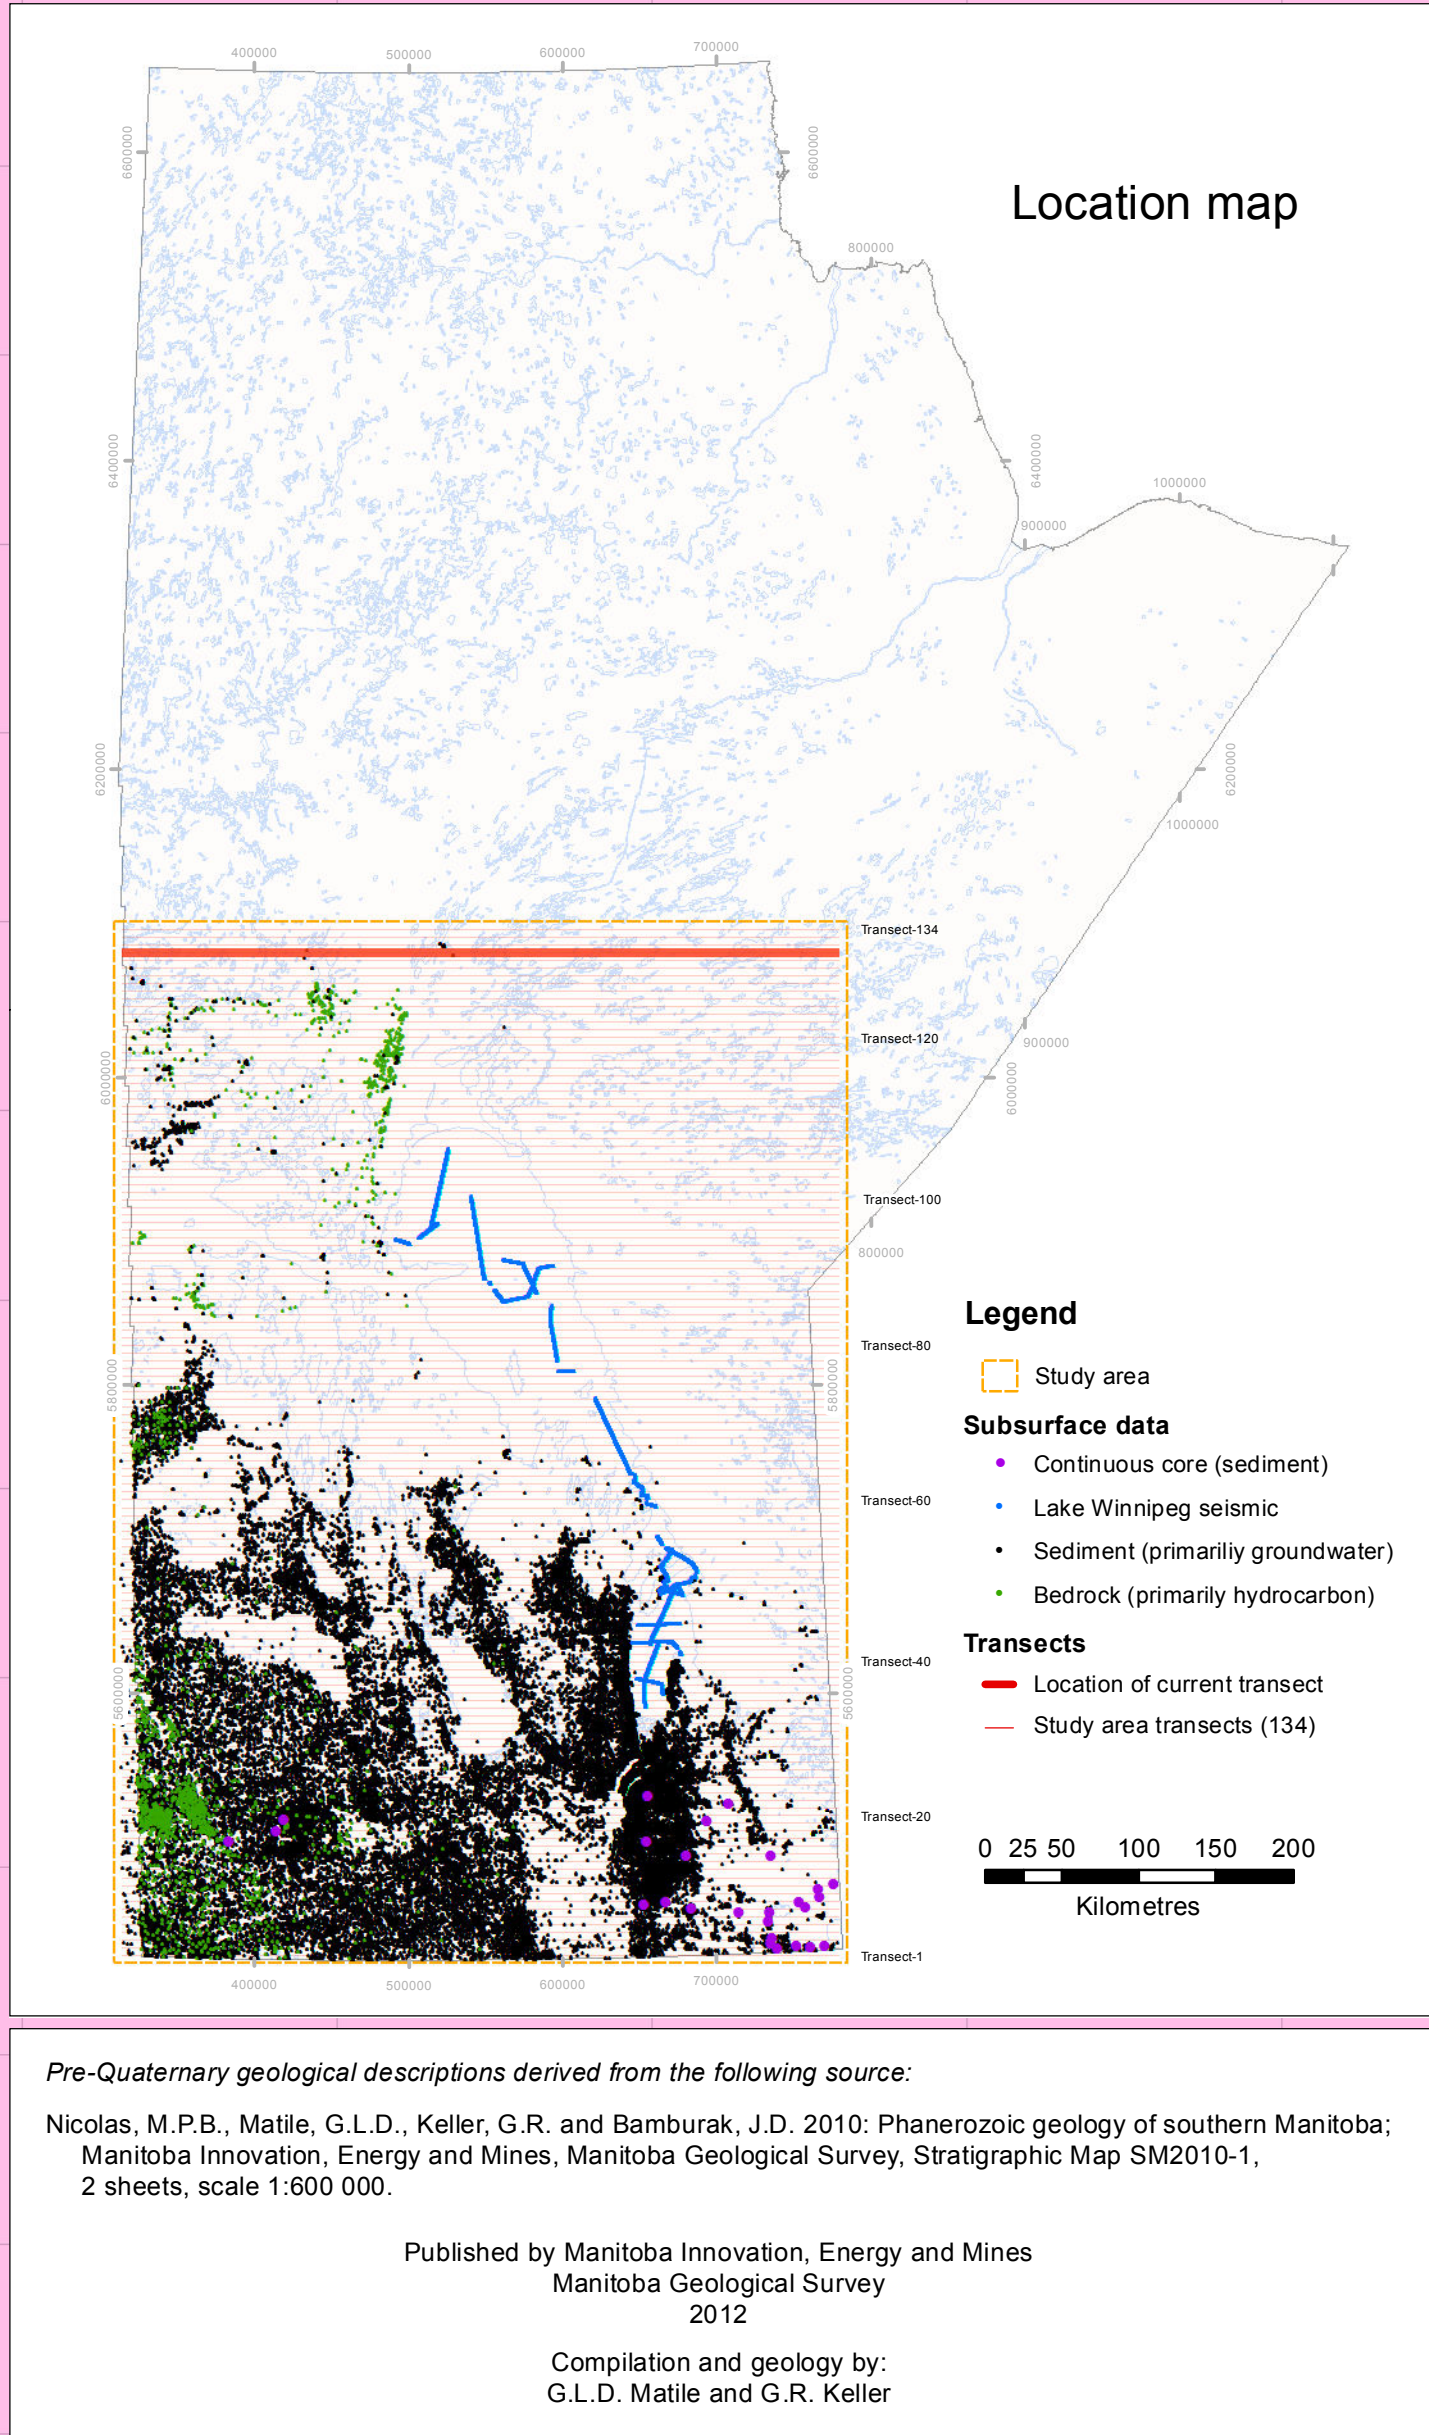 400000
500000
600000
700000
6600000
6600000
Location map
800000
6400000
6400000
1000000
900000
6200000
6200000
1000000
Transect-134
Transect-120
900000
6000000
6000000
Transect-100
800000
Legend
Transect-80
Study area
5800000
5800000
Subsurface data
Continuous core (sediment)
Transect-60
Lake Winnipeg seismic
Sediment (primariliy groundwater)
Bedrock (primarily hydrocarbon)
Transects
Transect-40
Location of current transect
5600000
5600000
Study area transects (134)
Transect-20
0 25 50 100 150 200
Kilometres
Transect-1
400000
500000
600000
700000
Pre-Quaternary geological descriptions derived from the following source:
Nicolas, M.P.B., Matile, G.L.D., Keller, G.R. and Bamburak, J.D. 2010: Phanerozoic geology of southern Manitoba;
Manitoba Innovation, Energy and Mines, Manitoba Geological Survey, Stratigraphic Map SM2010-1,
2 sheets, scale 1:600 000.
Published by Manitoba Innovation, Energy and Mines
Manitoba Geological Survey
2012
Compilation and geology by:
G.L.D. Matile and G.R. Keller